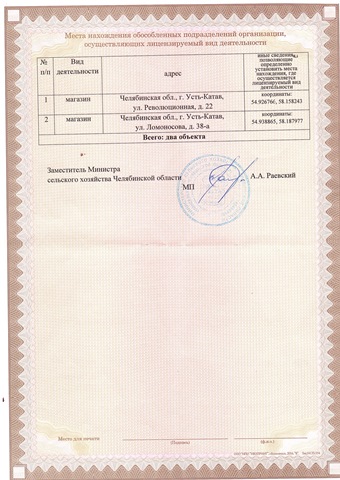 Места нахождения обособленных подразделений организации,
осуществляющих лицензируемый вид деятельности
№
п/п
Вид
деятельности
адрес
иные сведения,
позволяющие
определенно
установить места
нахождения, где
осуществляется
лицензируемый вид
деятельности
1
магазин
Челябинская обл., г. Усть-Катав,
ул. Революционная, д. 22
координаты:
54.926760, 58.158243
2
магазин
Челябинская обл., г. Усть-Катав,
ул. Ломоносова, д. 38-а
координаты:
54.938865, 58.187977
Всего: два объекта
Заместитель Министра
сельского хозяйства Челябинской области
МП
А.А. Раевский
Место для печати
(Подпись)
(ф.и.о.)